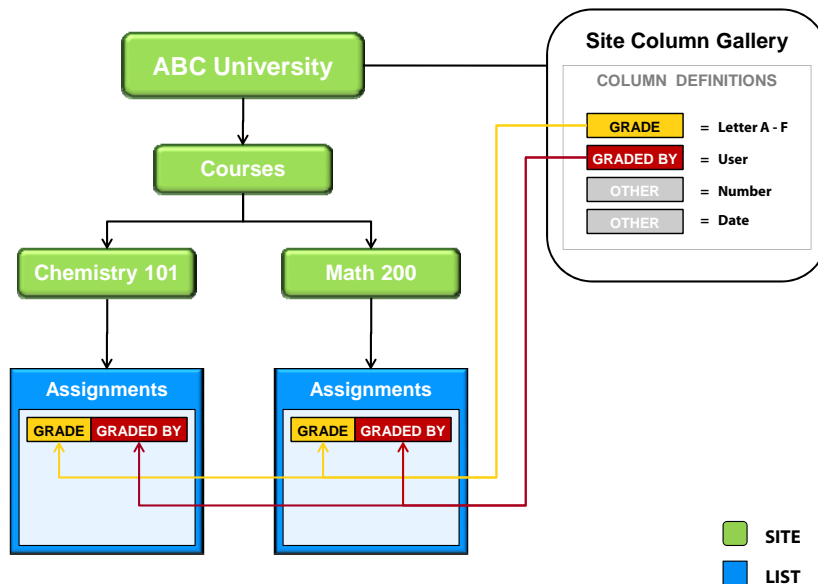 ABC University
Site Column Gallery
COLUMN DEFINITIONS
GRADE = Letter A - F
GRADED BY = User
OTHER = Number
OTHER = Date
Courses
Chemistry 101
Math 200
Assignments
GRADE GRADED BY
Assignments
GRADE GRADED BY
SITE
LIST